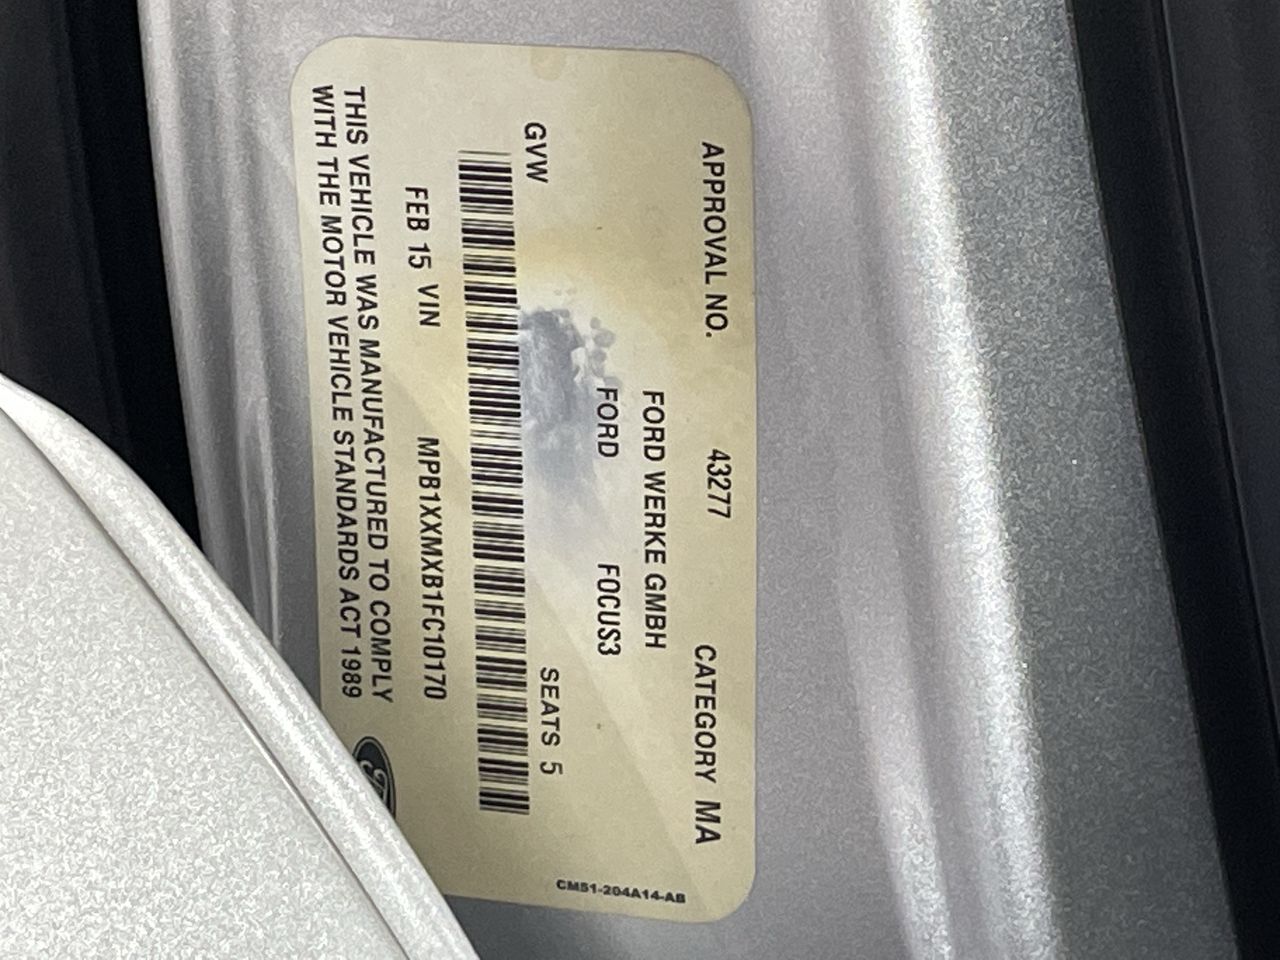 APPROVAL NO. 43277 CATEGORY MA
FORD WERKE GMBH
FORD FOCUS3
GVW SEATS 5
FEB 15 VIN MPB1XXMXB1FC10170
THIS VEHICLE WAS MANUFACTURED TO COMPLY
WITH THE MOTOR VEHICLE STANDARDS ACT 1989
CM51-204A14-AB